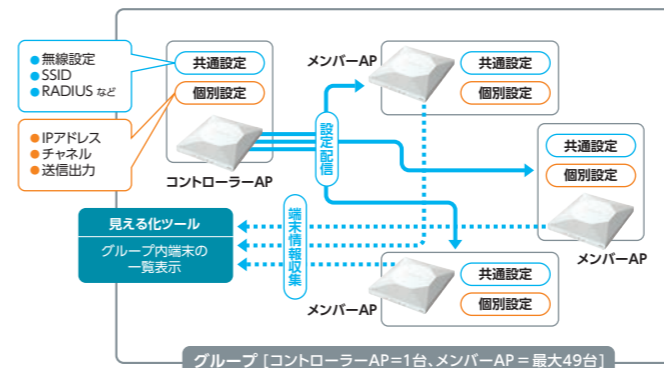 ●無線設定
●SSID
●RADIUS など
●IPアドレス
●チャネル
●送信出力
共通設定
個別設定
コントローラーAP
メンバーAP
共通設定
個別設定
設定配信
共通設定
個別設定
メンバーAP
見える化ツール
グループ内端末の
一覧表示
端末情報収集
メンバーAP
共通設定
個別設定
グループ [コントローラーAP=1台、メンバーAP = 最大49台]